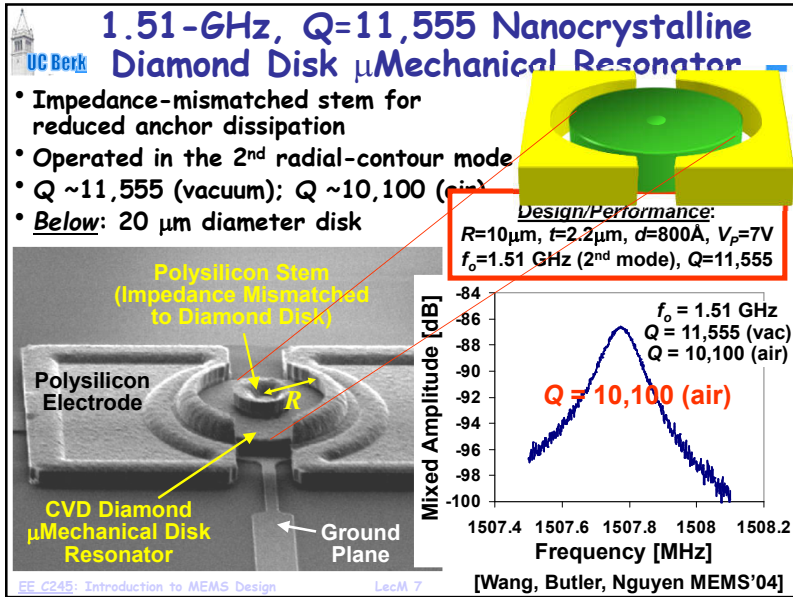 1.51-GHz, Q=11,555 Nanocrystalline
Diamond Disk μMechanical Resonator
UC Berk
• Impedance-mismatched stem for
reduced anchor dissipation
• Operated in the 2nd radial-contour mode
• Q ~11,555 (vacuum); Q ~10,100 (air)
• Below: 20 μm diameter disk
Design/Performance:
R=10μm, t=2.2μm, d=800Å, VP=7V
fo=1.51 GHz (2nd mode), Q=11,555
Polysilicon Stem
(Impedance Mismatched
to Diamond Disk)
Polysilicon
Electrode
R
CVD Diamond
μMechanical Disk
Resonator
Ground
Plane
Mixed Amplitude [dB]
-84
-86
-88
-90
-92
-94
-96
-98
-100
fo = 1.51 GHz
Q = 11,555 (vac)
Q = 10,100 (air)
Q = 10,100 (air)
1507.4 1507.6 1507.8 1508 1508.2
Frequency [MHz]
EE C245: Introduction to MEMS Design LecM 7
[Wang, Butler, Nguyen MEMS'04]